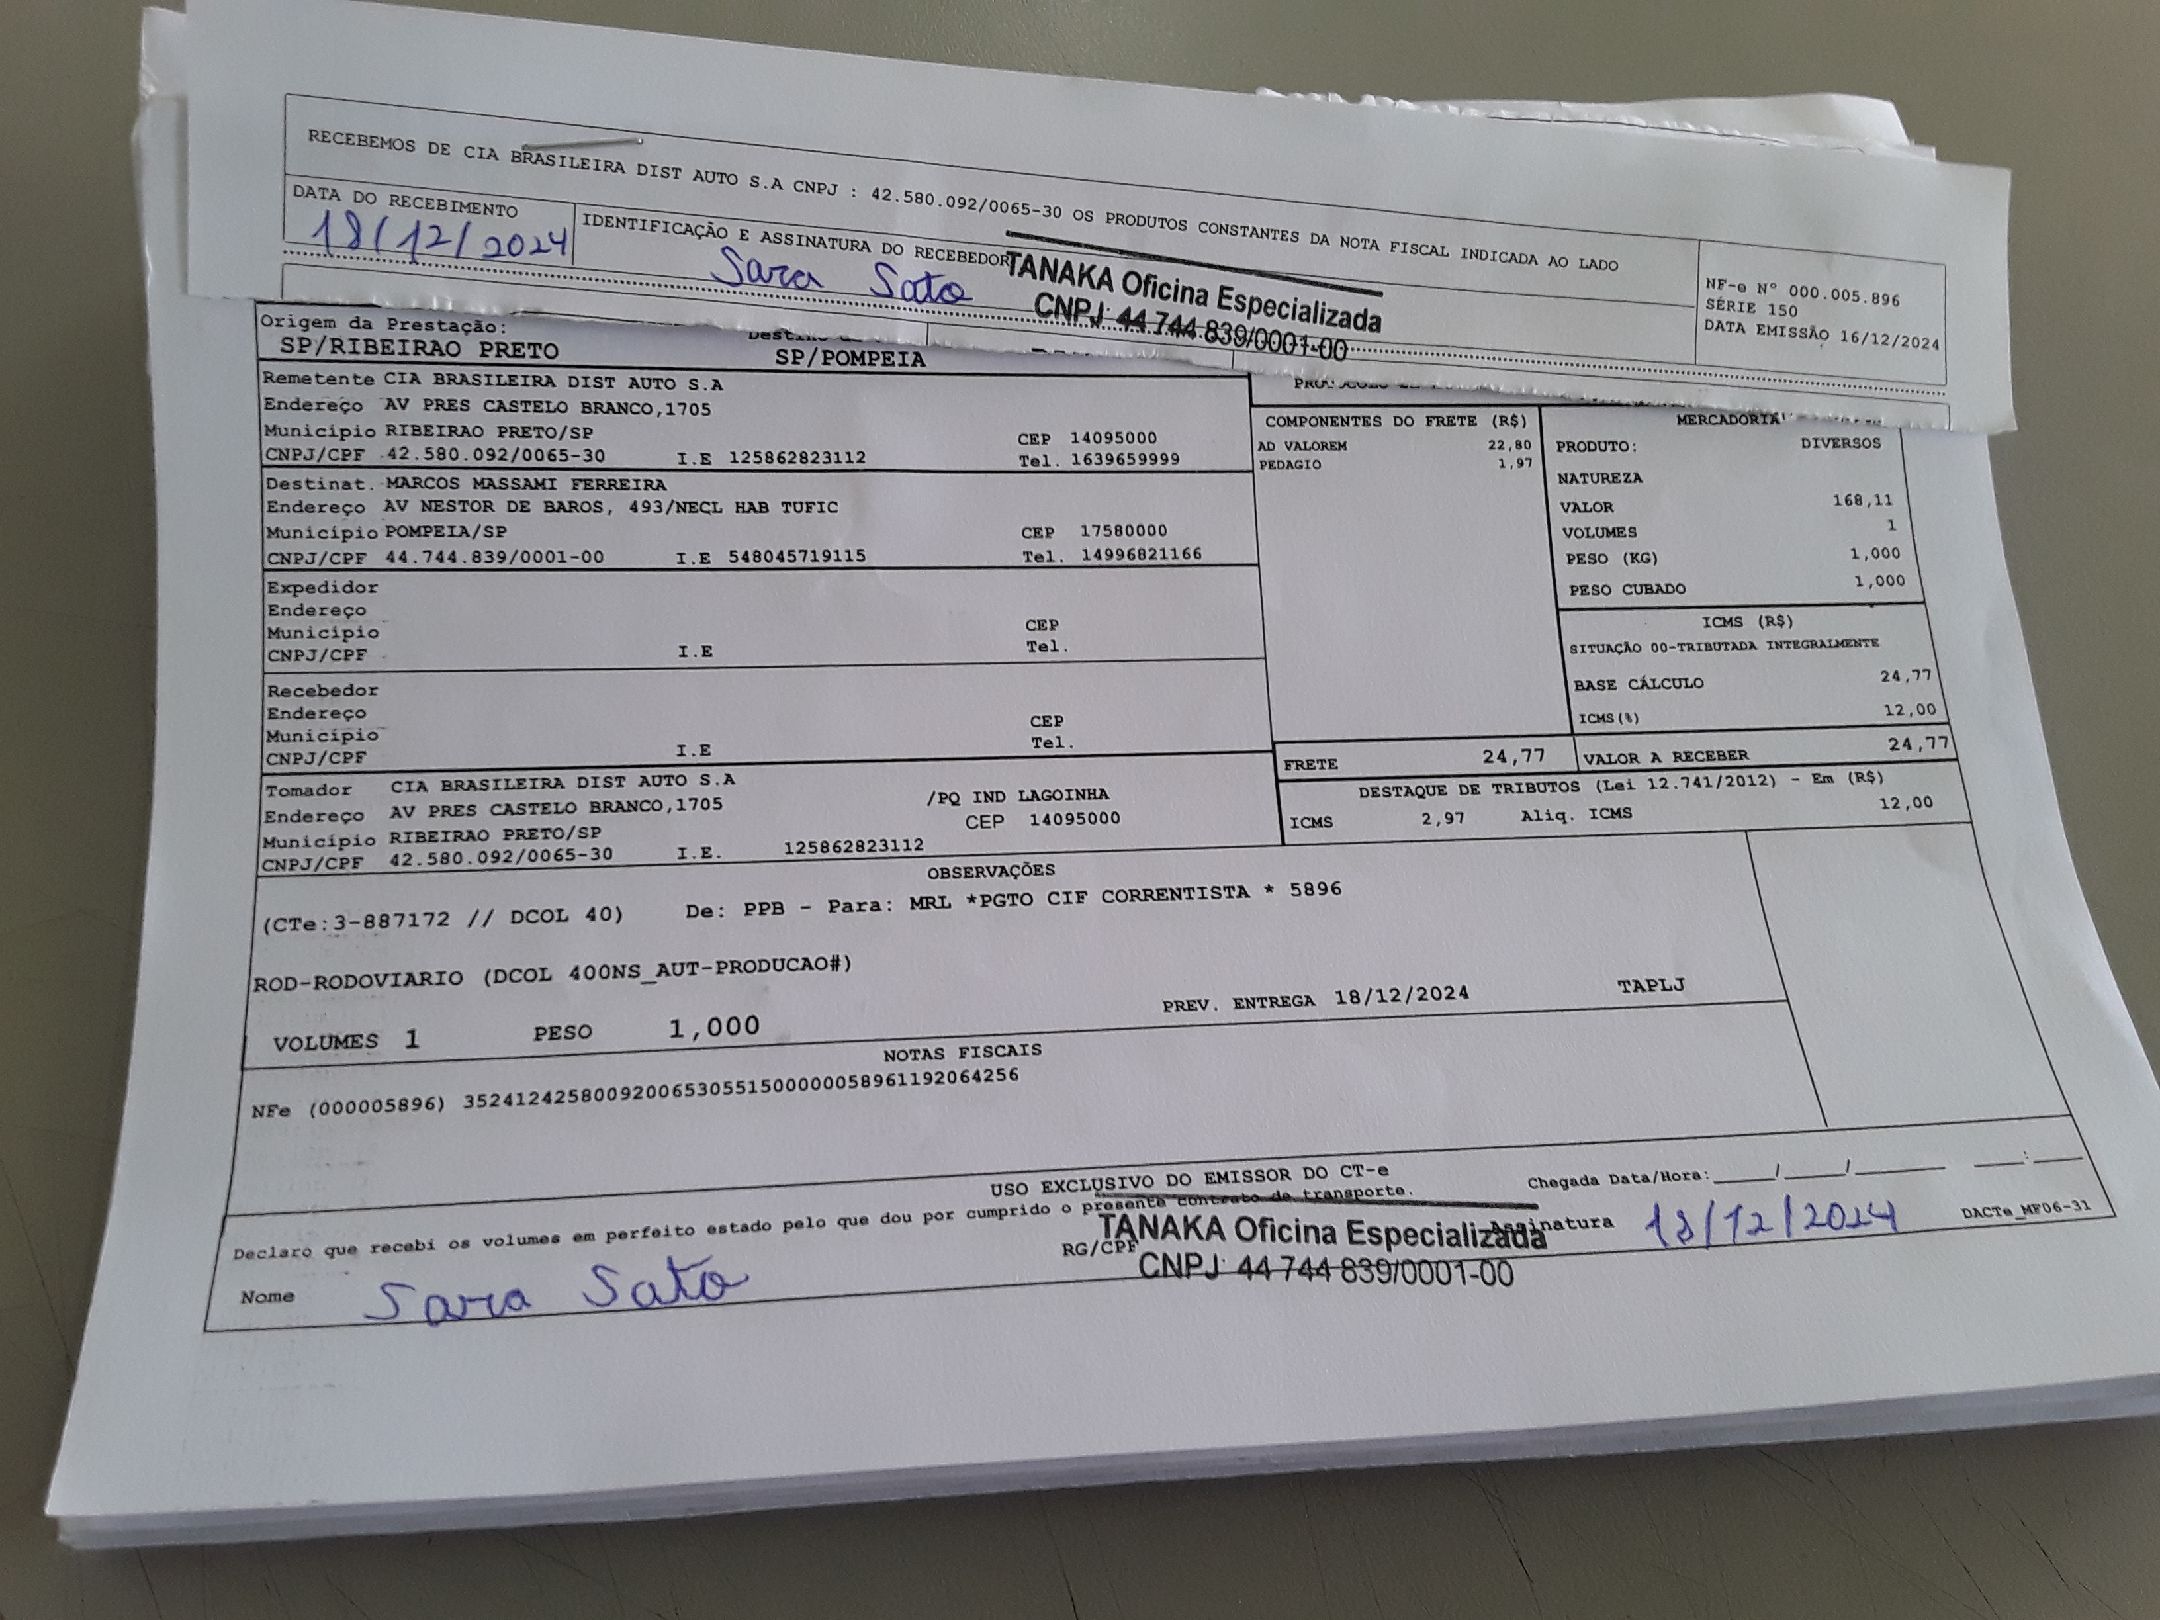 RECEBEMOS DE CIA BRASILEIRA DIST AUTO S.A CNPJ : 42.580.092/0065-30 OS PRODUTOS CONSTANTES DA NOTA FISCAL INDICADA AO LADO
DATA DO RECEBIMENTO
18/12/2024
IDENTIFICAÇÃO E ASSINATURA DO RECEBEDOR
Sara Sato
TANAKA Oficina Especializada
CNPJ: 44 744 839/0001-00
NF-e N° 000.005.896
SÉRIE 150
DATA EMISSÃO 16/12/2024
Origem da Prestação:
SP/RIBEIRAO PRETO
SP/POMPEIA
Remetente CIA BRASILEIRA DIST AUTO S.A
Endereço AV PRES CASTELO BRANCO,1705
Município RIBEIRAO PRETO/SP CEP 14095000
CNPJ/CPF 42.580.092/0065-30 I.E 125862823112 Tel. 1639659999
Destinat. MARCOS MASSAMI FERREIRA
Endereço AV NESTOR DE BAROS, 493/NECL HAB TUFIC
Município POMPEIA/SP CEP 17580000
CNPJ/CPF 44.744.839/0001-00 I.E 548045719115 Tel. 14996821166
Expedidor
Endereço
Município CEP
CNPJ/CPF I.E Tel.
Recebedor
Endereço
Município CEP
CNPJ/CPF I.E Tel.
Tomador CIA BRASILEIRA DIST AUTO S.A
Endereço AV PRES CASTELO BRANCO,1705 /PQ IND LAGOINHA
Município RIBEIRAO PRETO/SP CEP 14095000
CNPJ/CPF 42.580.092/0065-30 I.E. 125862823112
COMPONENTES DO FRETE (R$)
AD VALOREM 22,80
PEDAGIO 1,97
MERCADORIA
PRODUTO: DIVERSOS
NATUREZA
VALOR 168,11
VOLUMES 1
PESO (KG) 1,000
PESO CUBADO 1,000
ICMS (R$)
SITUAÇÃO 00-TRIBUTADA INTEGRALMENTE
BASE CÁLCULO 24,77
ICMS(%) 12,00
FRETE 24,77 VALOR A RECEBER 24,77
DESTAQUE DE TRIBUTOS (Lei 12.741/2012) - Em (R$)
ICMS 2,97 Aliq. ICMS 12,00
OBSERVAÇÕES
(CTe:3-887172 // DCOL 40) De: PPB - Para: MRL *PGTO CIF CORRENTISTA * 5896
ROD-RODOVIARIO (DCOL 400NS_AUT-PRODUCAO#)
PREV. ENTREGA 18/12/2024 TAPLJ
VOLUMES 1 PESO 1,000
NOTAS FISCAIS
NFe (000005896) 35241242580092006530551500000058961192064256
USO EXCLUSIVO DO EMISSOR DO CT-e
Chegada Data/Hora:_____/_____/_______ ____:____
Declaro que recebi os volumes em perfeito estado pelo que dou por cumprido o presente contrato de transporte.
TANAKA Oficina Especializada
CNPJ: 44 744 839/0001-00
RG/CPF
Assinatura 18/12/2024
DACTe_MF06-31
Nome Sara Sato